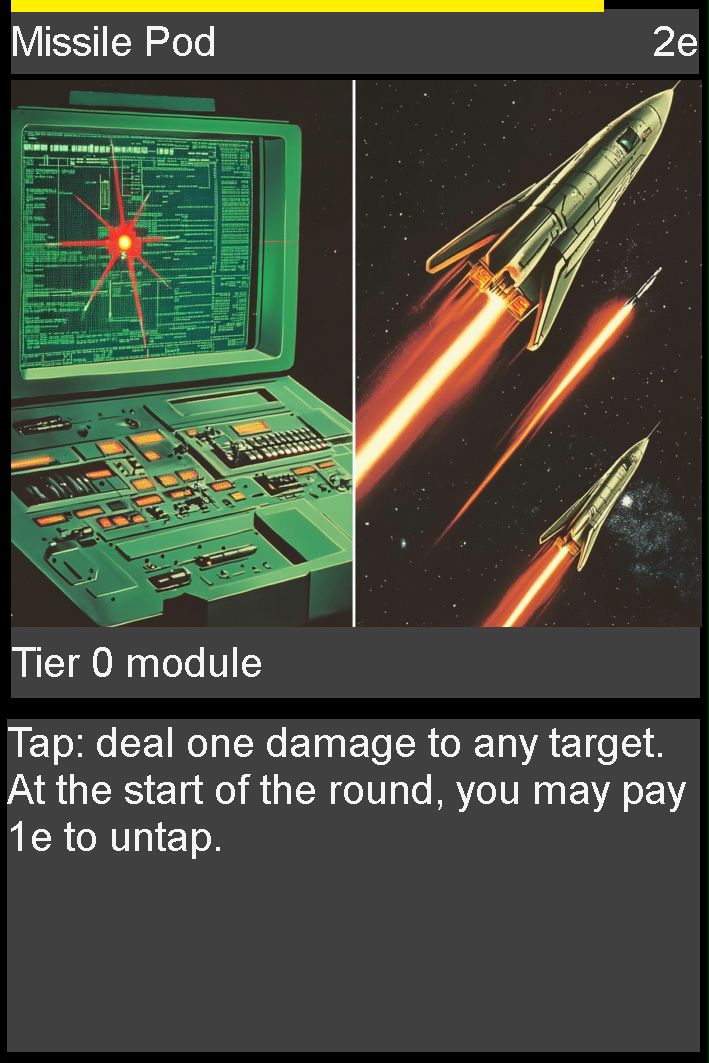 Missile Pod 2e
Tier 0 module
Tap: deal one damage to any target.
At the start of the round, you may pay
1e to untap.